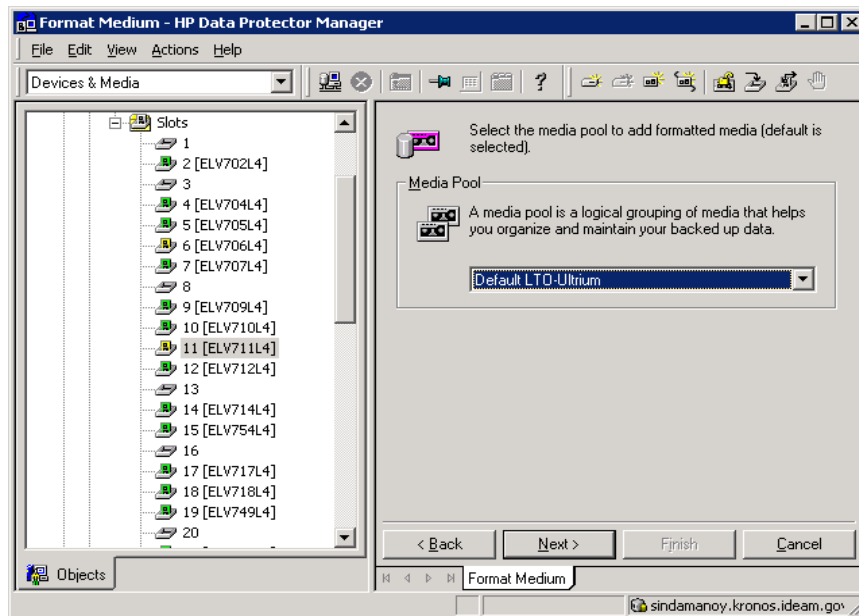 Format Medium - HP Data Protector Manager
File Edit View Actions Help
Devices & Media
Slots
1
2 [ELV702L4]
3
4 [ELV704L4]
5 [ELV705L4]
6 [ELV706L4]
7 [ELV707L4]
8
9 [ELV709L4]
10 [ELV710L4]
11 [ELV711L4]
12 [ELV712L4]
13
14 [ELV714L4]
15 [ELV754L4]
16
17 [ELV717L4]
18 [ELV718L4]
19 [ELV749L4]
20
Objects
Select the media pool to add formatted media (default is
selected).
Media Pool
A media pool is a logical grouping of media that helps
you organize and maintain your backed up data.
Default LTO-Ultrium
< Back Next > Finish Cancel
Format Medium
sindamanoy.kronos.ideam.gov